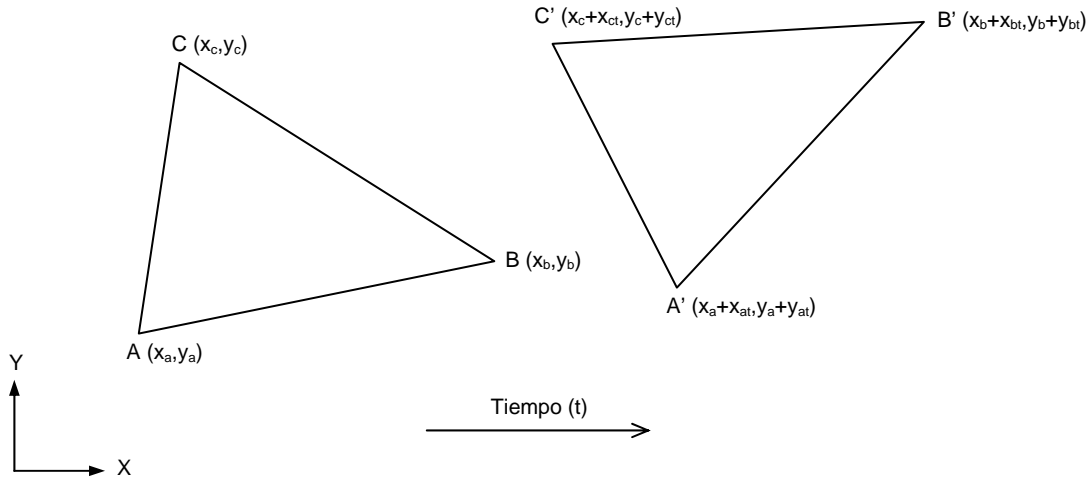 C (xc,yc)
C’ (xc+xct,yc+yct)
B’ (xb+xbt,yb+ybt)
B (xb,yb)
A’ (xa+xat,ya+yat)
A (xa,ya)
Y
Tiempo (t)
X